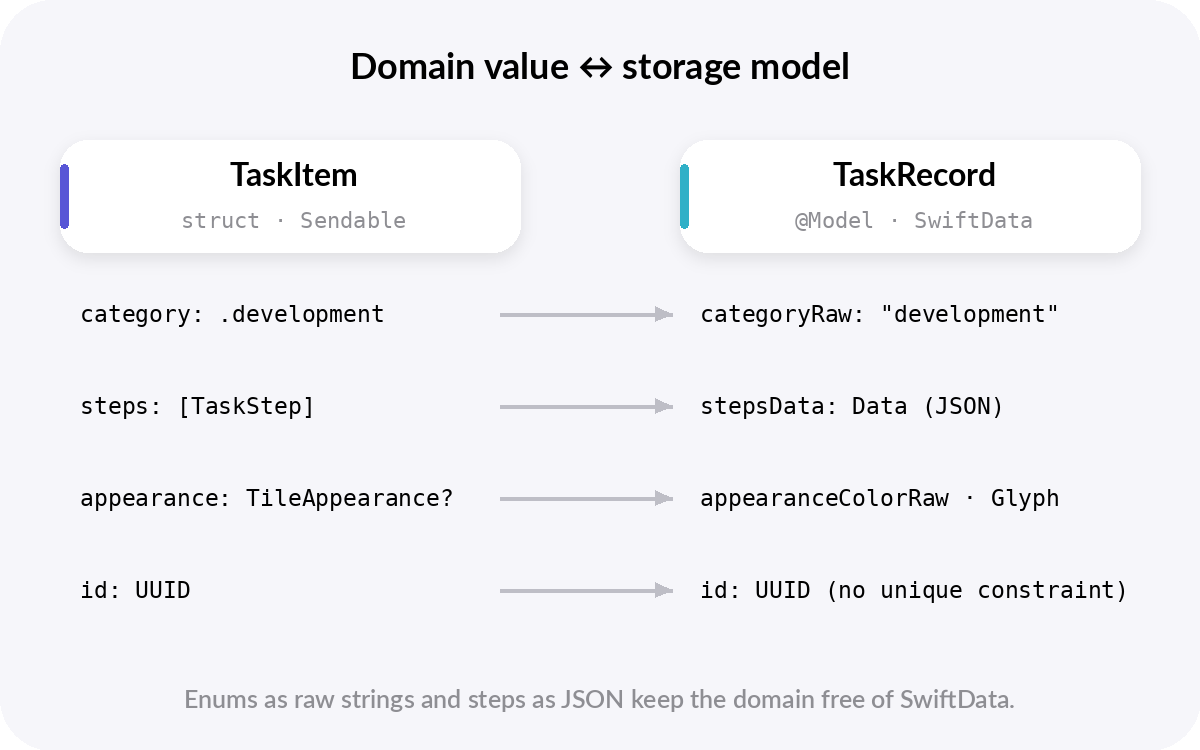 Domain value ↔ storage model
TaskItem
struct · Sendable
TaskRecord
@Model · SwiftData
category: .development
categoryRaw: "development"
steps: [TaskStep]
stepsData: Data (JSON)
appearance: TileAppearance?
appearanceColorRaw · Glyph
id: UUID
id: UUID (no unique constraint)
Enums as raw strings and steps as JSON keep the domain free of SwiftData.